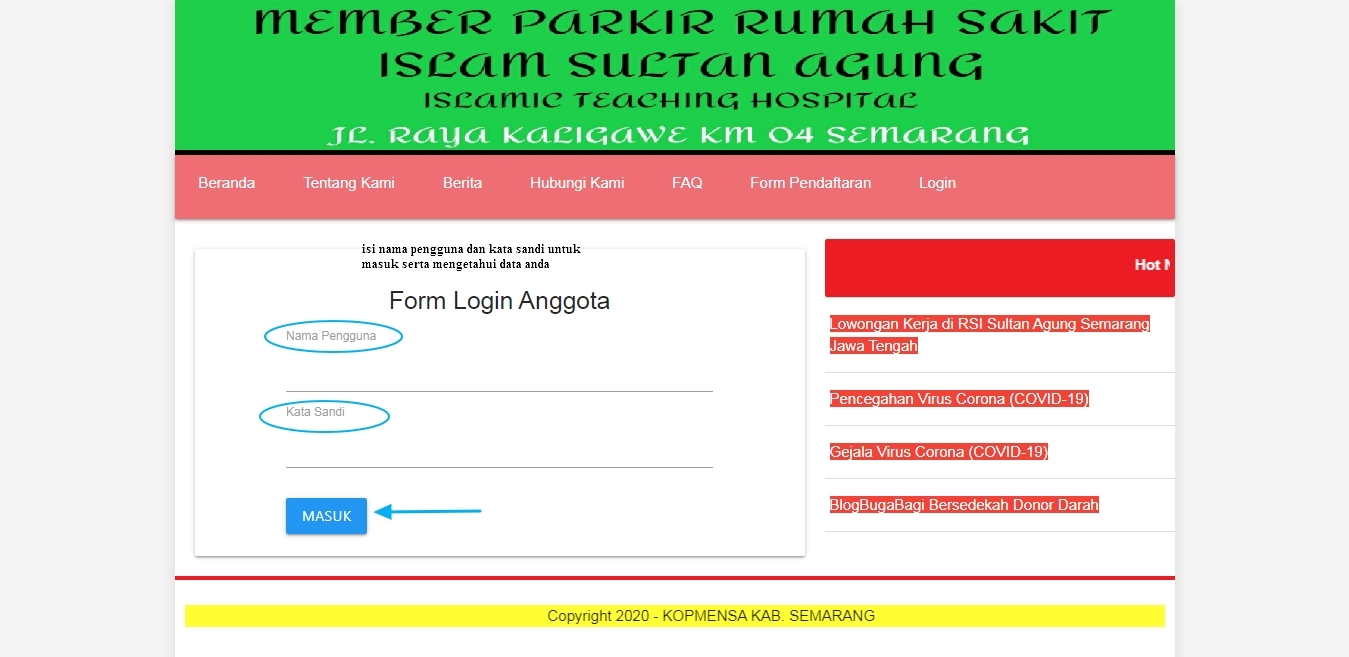 MEMBER PARKIR RUMAH SAKIT
ISLAM SULTAN AGUNG
ISLAMIC TEACHING HOSPITAL
JL. RAYA KALIGAWE KM 04 SEMARANG
Beranda Tentang Kami Berita Hubungi Kami FAQ Form Pendaftaran Login
isi nama pengguna dan kata sandi untuk
masuk serta mengetahui data anda
Form Login Anggota
Nama Pengguna
Kata Sandi
MASUK
Hot
Lowongan Kerja di RSI Sultan Agung Semarang
Jawa Tengah
Pencegahan Virus Corona (COVID-19)
Gejala Virus Corona (COVID-19)
BlogBugaBagi Bersedekah Donor Darah
Copyright 2020 - KOPMENSA KAB. SEMARANG